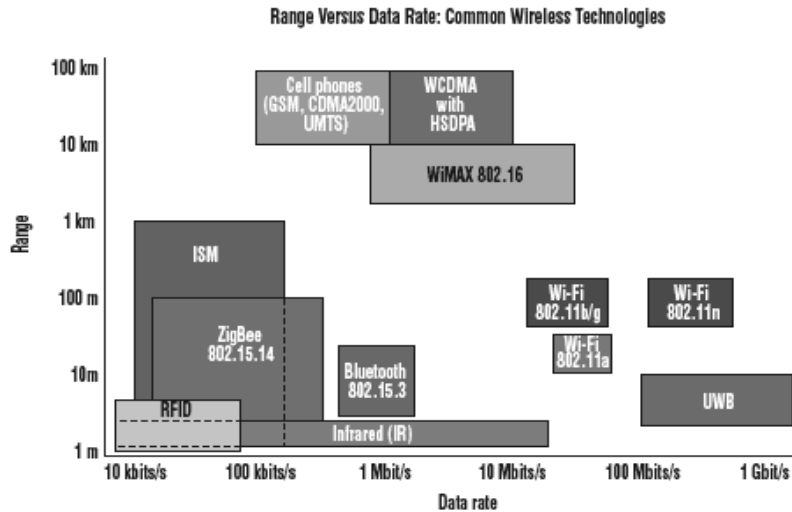 Range Versus Data Rate: Common Wireless Technologies
100 km
10 km
1 km
100 m
10m
1 m
Range
Cell phones
(GSM, CDMA2000,
UMTS)
WCDMA
with
HSDPA
WiMAX 802.16
ISM
ZigBee
802.15.14
Bluetooth
802.15.3
Wi-Fi
802.11b/g
Wi-Fi
802.11n
Wi-Fi
802.11a
UWB
RFID
Infrared (IR)
10 kbits/s
100 kbits/s
1 Mbit/s
10 Mbits/s
100 Mbits/s
1 Gbit/s
Data rate